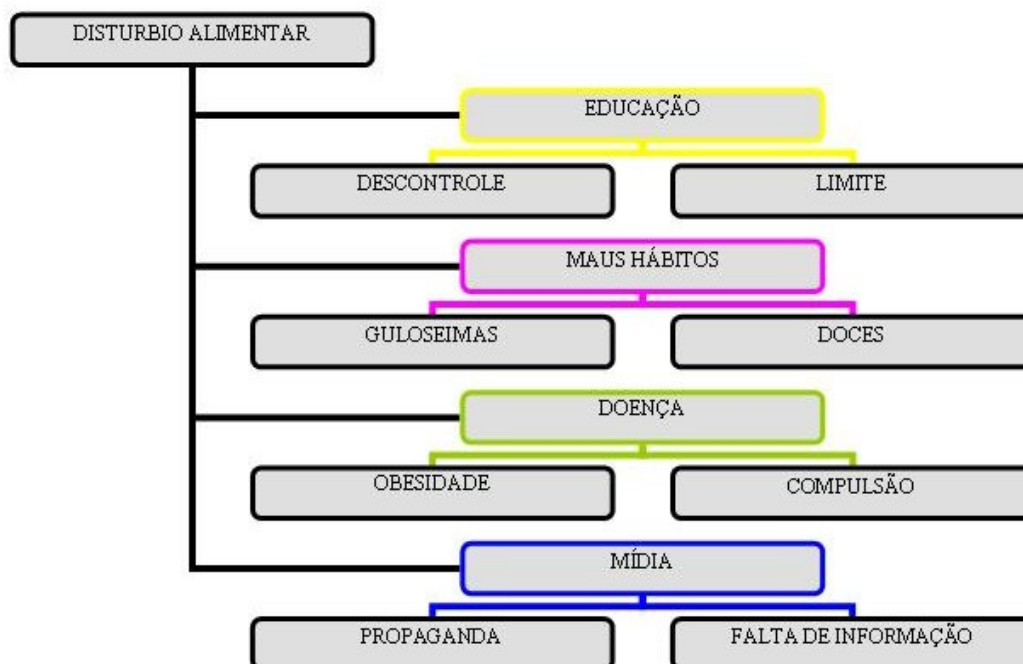 DISTURBIO ALIMENTAR
EDUCAÇÃO
DESCONTROLE
LIMITE
MAUS HÁBITOS
GULOSEIMAS
DOCES
DOENÇA
OBESIDADE
COMPULSÃO
MÍDIA
PROPAGANDA
FALTA DE INFORMAÇÃO